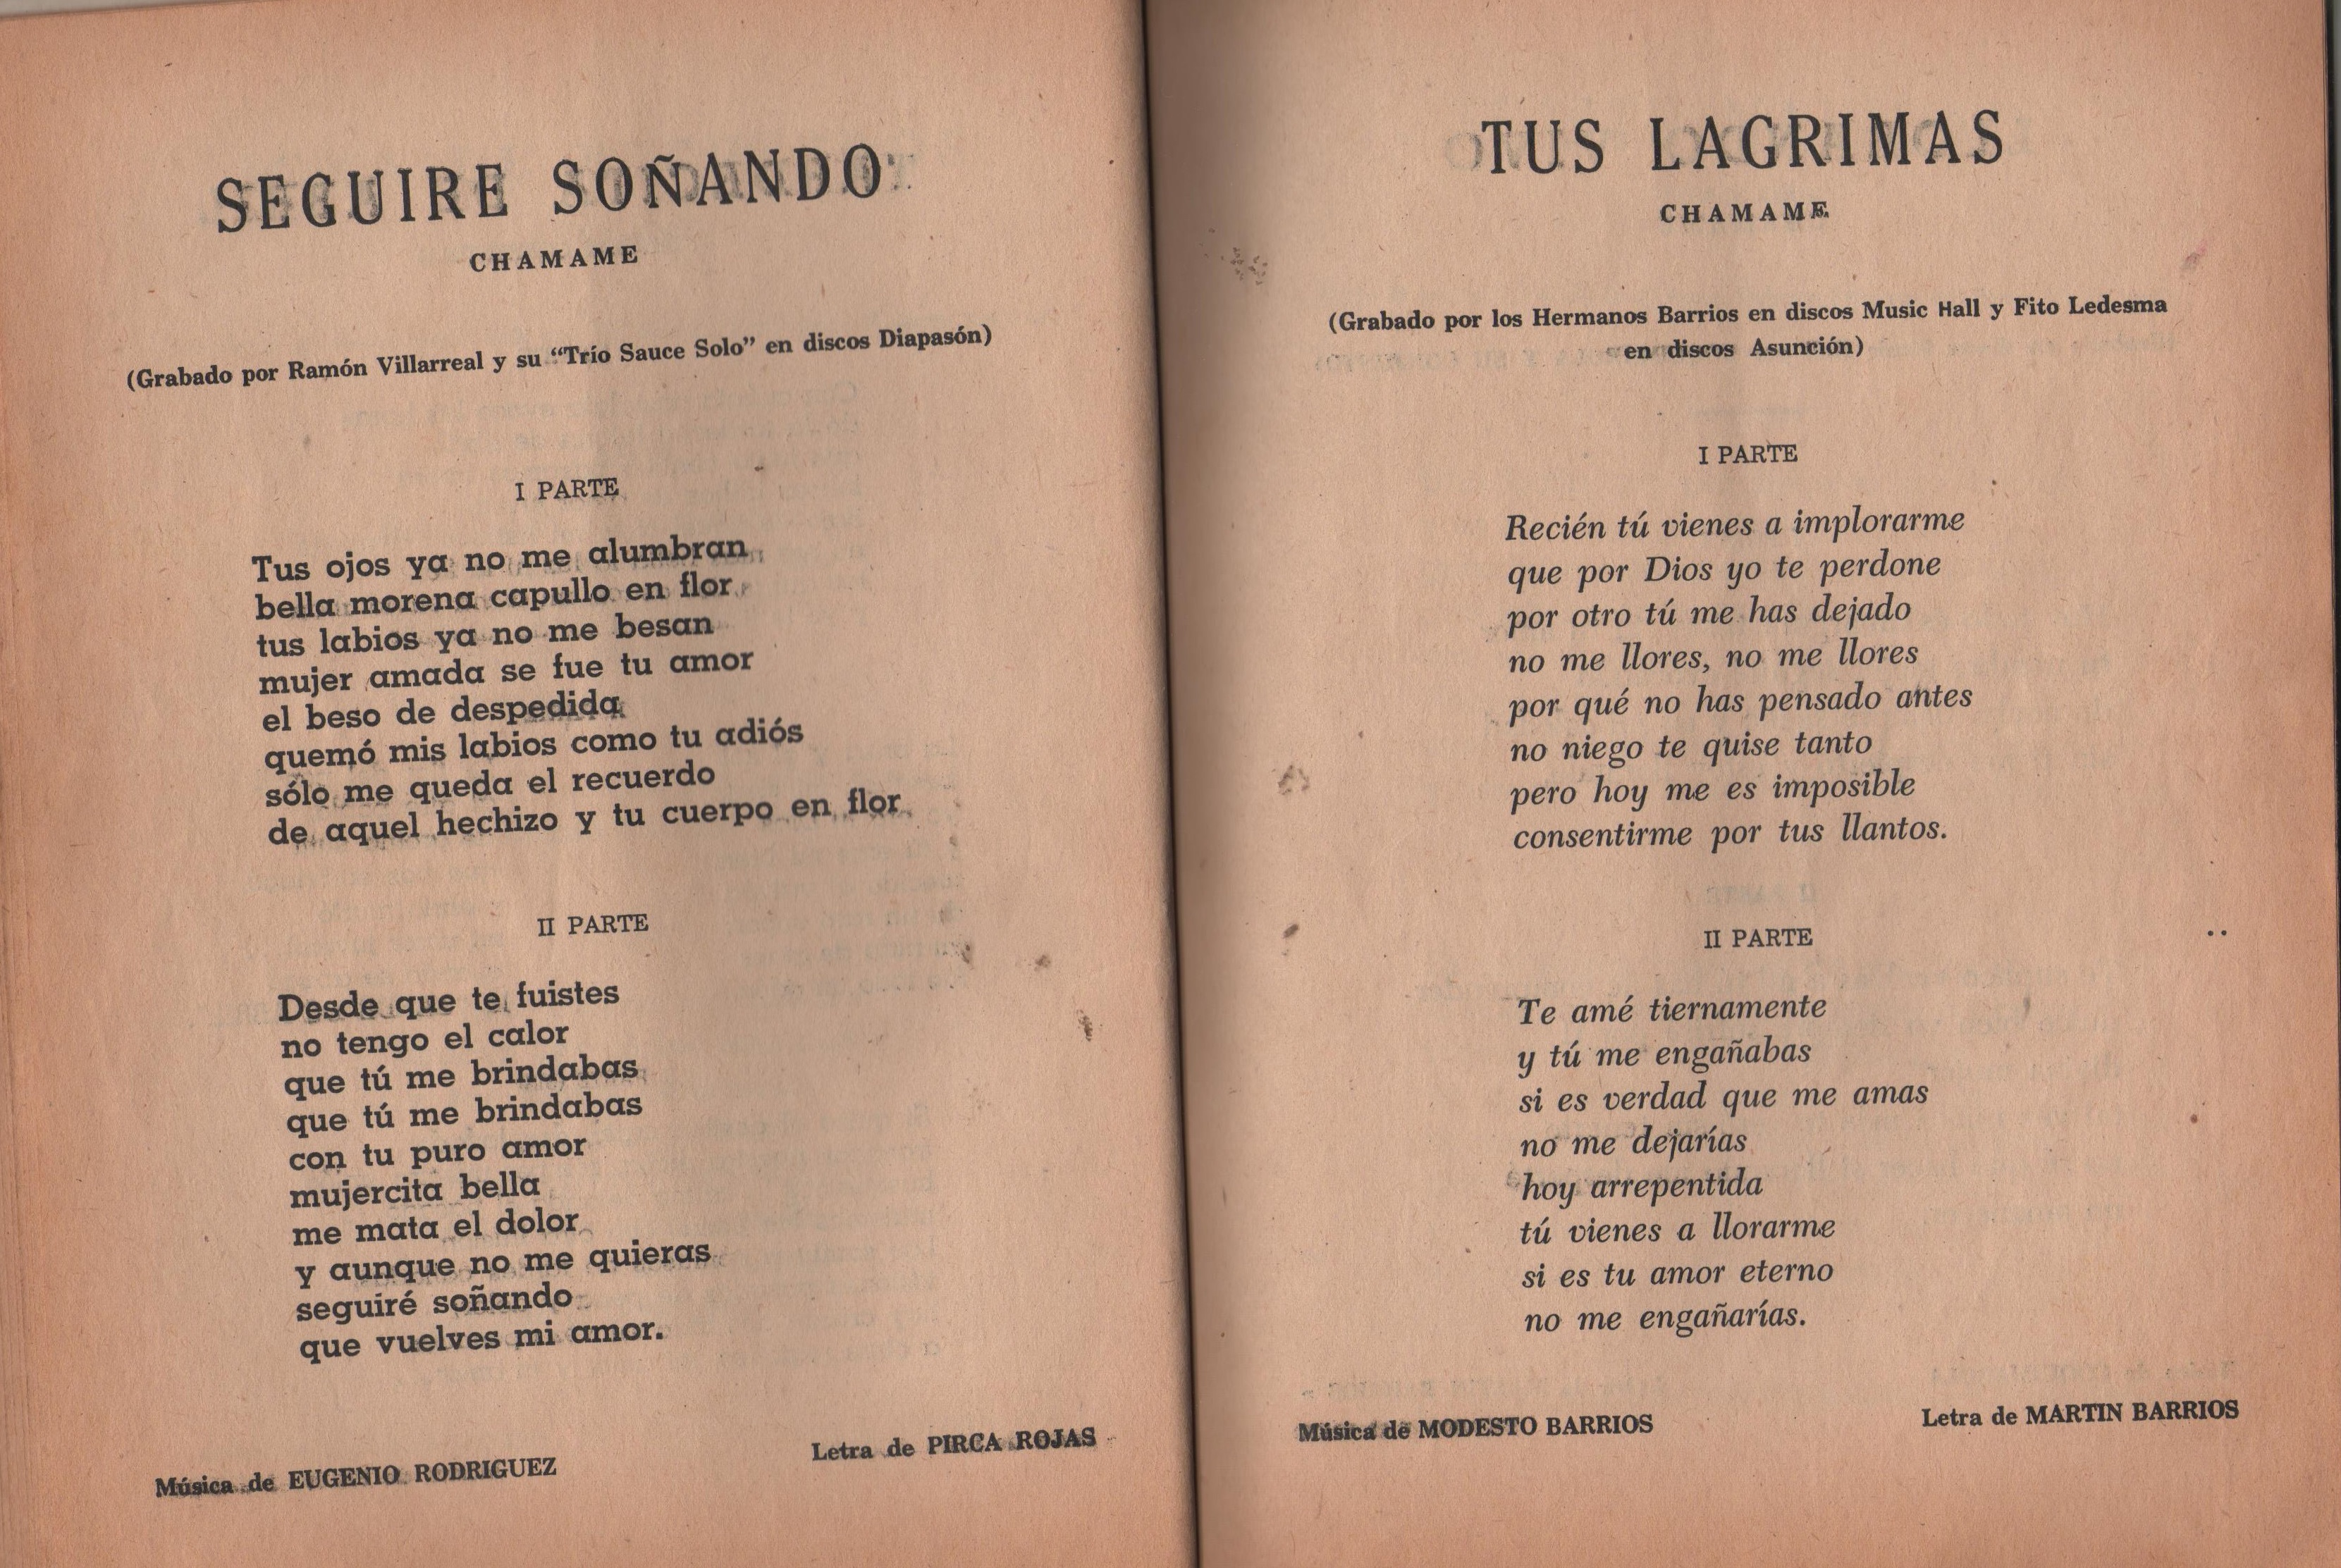 SEGUIRE SOÑANDO
CHAMAME
(Grabado por Ramón Villarreal y su “Trío Sauce Solo” en discos Diapasón)
I PARTE
Tus ojos ya no me alumbran
bella morena capullo en flor
tus labios ya no me besan
mujer amada se fue tu amor
el beso de despedida
quemó mis labios como tu adiós
sólo me queda el recuerdo
de aquel hechizo y tu cuerpo en flor
II PARTE
Desde que te fuistes
no tengo el calor
que tú me brindabas
que tú me brindabas
con tu puro amor
mujercita bella
me mata el dolor
y aunque no me quieras
seguiré soñando
que vuelves mi amor.
Música de EUGENIO RODRIGUEZ
Letra de PIRCA ROJAS
TUS LAGRIMAS
CHAMAME
(Grabado por los Hermanos Barrios en discos Music Hall y Fito Ledesma
en discos Asunción)
I PARTE
Recién tú vienes a implorarme
que por Dios yo te perdone
por otro tú me has dejado
no me llores, no me llores
por qué no has pensado antes
no niego te quise tanto
pero hoy me es imposible
consentirme por tus llantos.
II PARTE
Te amé tiernamente
y tú me engañabas
si es verdad que me amas
no me dejarías
hoy arrepentida
tú vienes a llorarme
si es tu amor eterno
no me engañarías.
Música de MODESTO BARRIOS
Letra de MARTIN BARRIOS